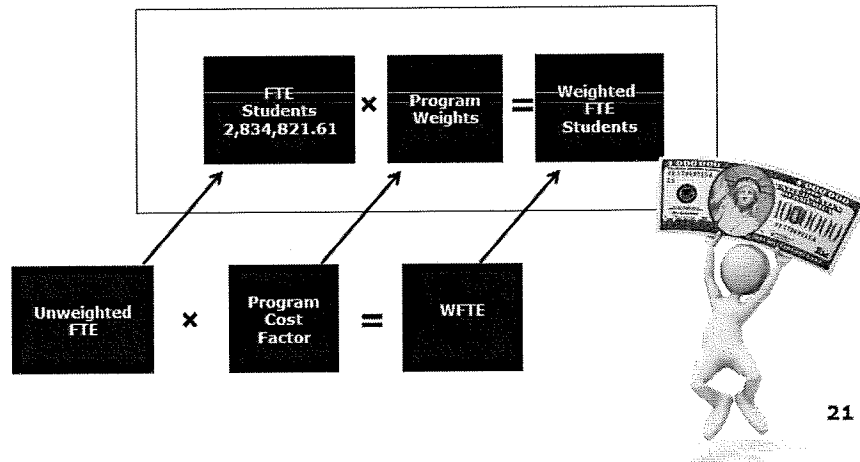 FTE
Students
2,834,821.61
×
Program
Weights
=
Weighted
FTE
Students
Unweighted
FTE
×
Program
Cost
Factor
=
WFTE
21